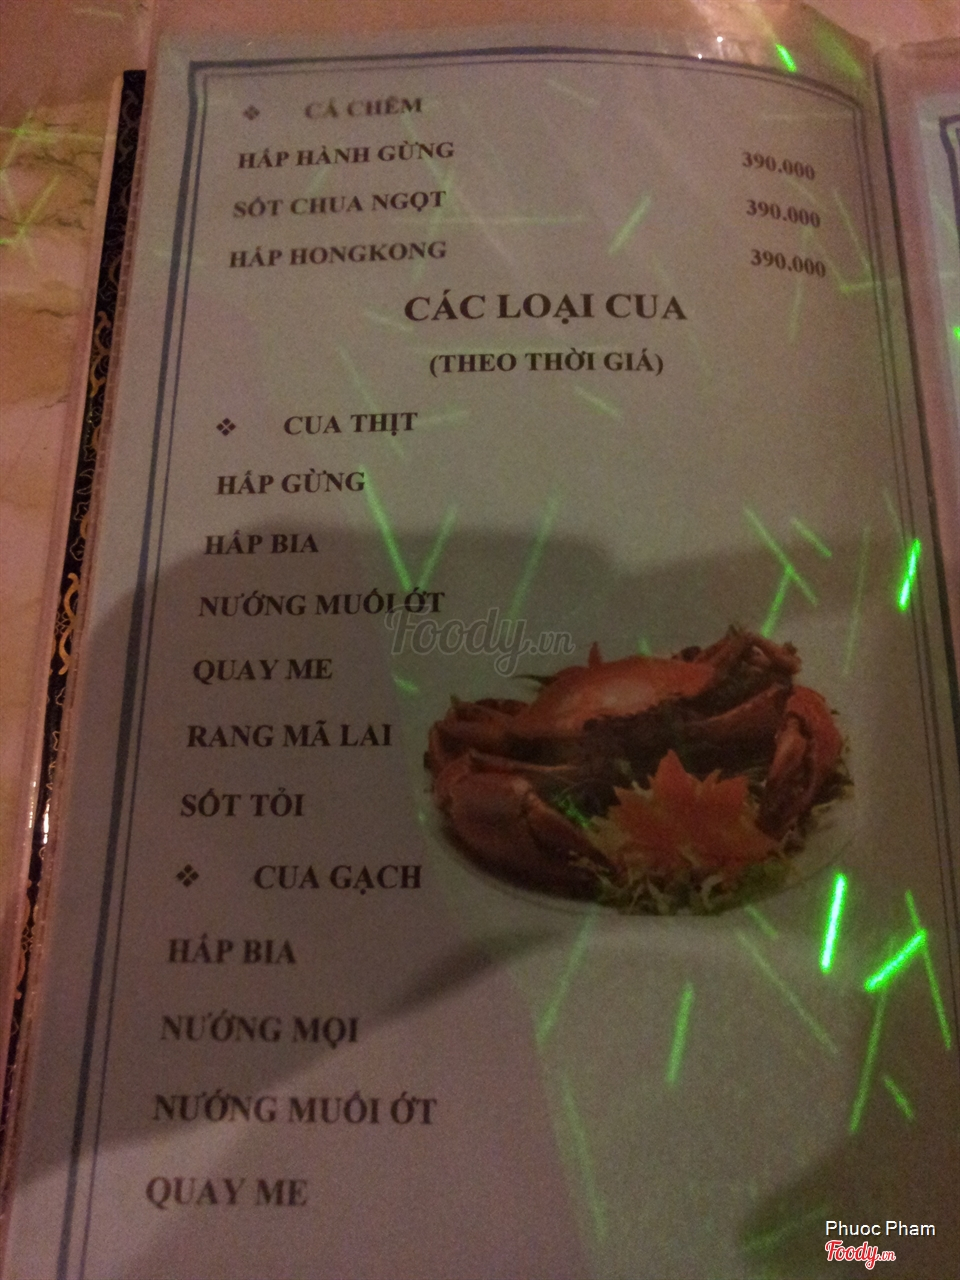 ❖ CÁ CHẼM
HẤP HÀNH GỪNG 390.000
SỐT CHUA NGỌT 390.000
HẤP HONGKONG 390.000
CÁC LOẠI CUA
(THEO THỜI GIÁ)
❖ CUA THỊT
HẤP GỪNG
HẤP BIA
NƯỚNG MUỐI ỚT
QUAY ME
RANG MÃ LAI
SỐT TỎI
❖ CUA GẠCH
HẤP BIA
NƯỚNG MỌI
NƯỚNG MUỐI ỚT
QUAY ME
Foody.vn
Phuoc Pham
Foody.vn